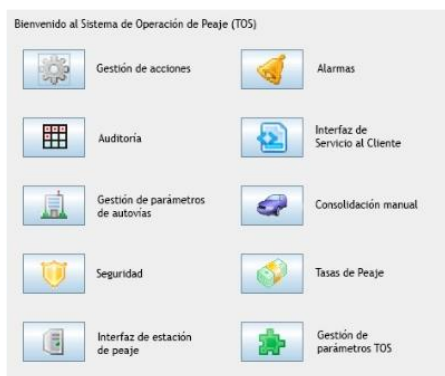 Bienvenido al Sistema de Operación de Peaje (TOS)
Gestión de acciones
Alarmas
Auditoría
Interfaz de
Servicio al Cliente
Gestión de parámetros
de autovías
Consolidación manual
Seguridad
Tasas de Peaje
Interfaz de estación
de peaje
Gestión de
parámetros TOS